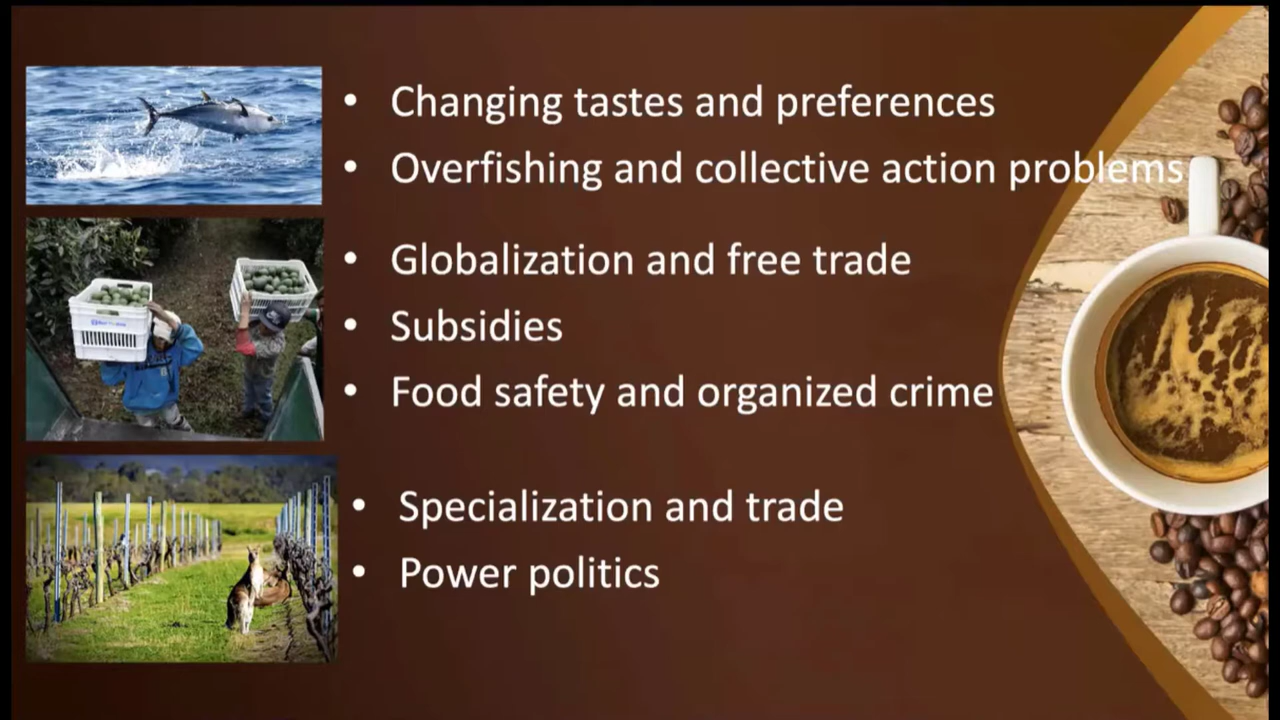 • Changing tastes and preferences
• Overfishing and collective action problems
• Globalization and free trade
• Subsidies
• Food safety and organized crime
• Specialization and trade
• Power politics